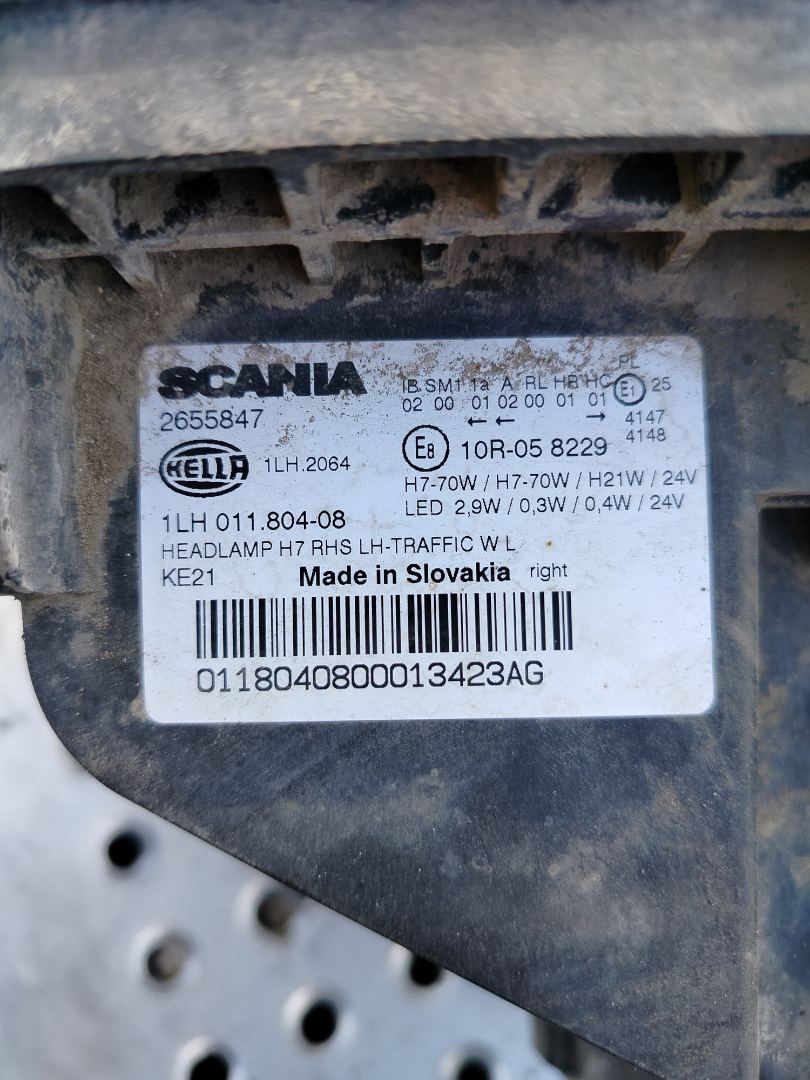 SCANIA
2655847
HELLA 1LH.2064
1LH 011.804-08
PL
IB SM1 1a A RL HB HC E1 25
02 00 01 02 00 01 01
← ← → 4147
4148
E8 10R-05 8229
H7-70W / H7-70W / H21W / 24V
LED 2,9W / 0,3W / 0,4W / 24V
HEADLAMP H7 RHS LH-TRAFFIC W L
KE21 Made in Slovakia right
0118040800013423AG